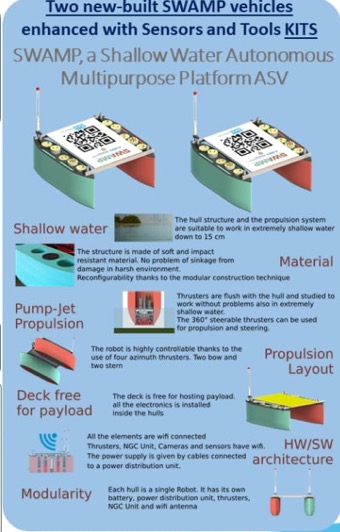 Two new-built SWAMP vehicles
enhanced with Sensors and Tools KITS
SWAMP, a Shallow Water Autonomous
Multipurpose Platform ASV
SWAMP
SWAMP
Shallow water
The hull structure and the propulsion system
are suitable to work in extremely shallow water
down to 15 cm
The structure is made of soft and impact
resistant material. No problem of sinkage from
damage in harsh environment.
Reconfigurability thanks to the modular construction technique
Material
Pump-Jet
Propulsion
Thrusters are flush with the hull and studied to
work without problems also in extremely
shallow water.
The 360° steerable thrusters can be used
for propulsion and steering.
The robot is highly controllable thanks to the
use of four azimuth thrusters. Two bow and
two stern
Propulsion
Layout
Deck free
for payload
The deck is free for hosting payload.
all the electronics is installed
inside the hulls
All the elements are wifi connected
Thrusters, NGC Unit, Cameras and sensors have wifi.
The power supply is given by cables connected
to a power distribution unit.
HW/SW
architecture
Modularity
Each hull is a single Robot. It has its own
battery, power distribution unit, thrusters,
NGC Unit and wifi antenna